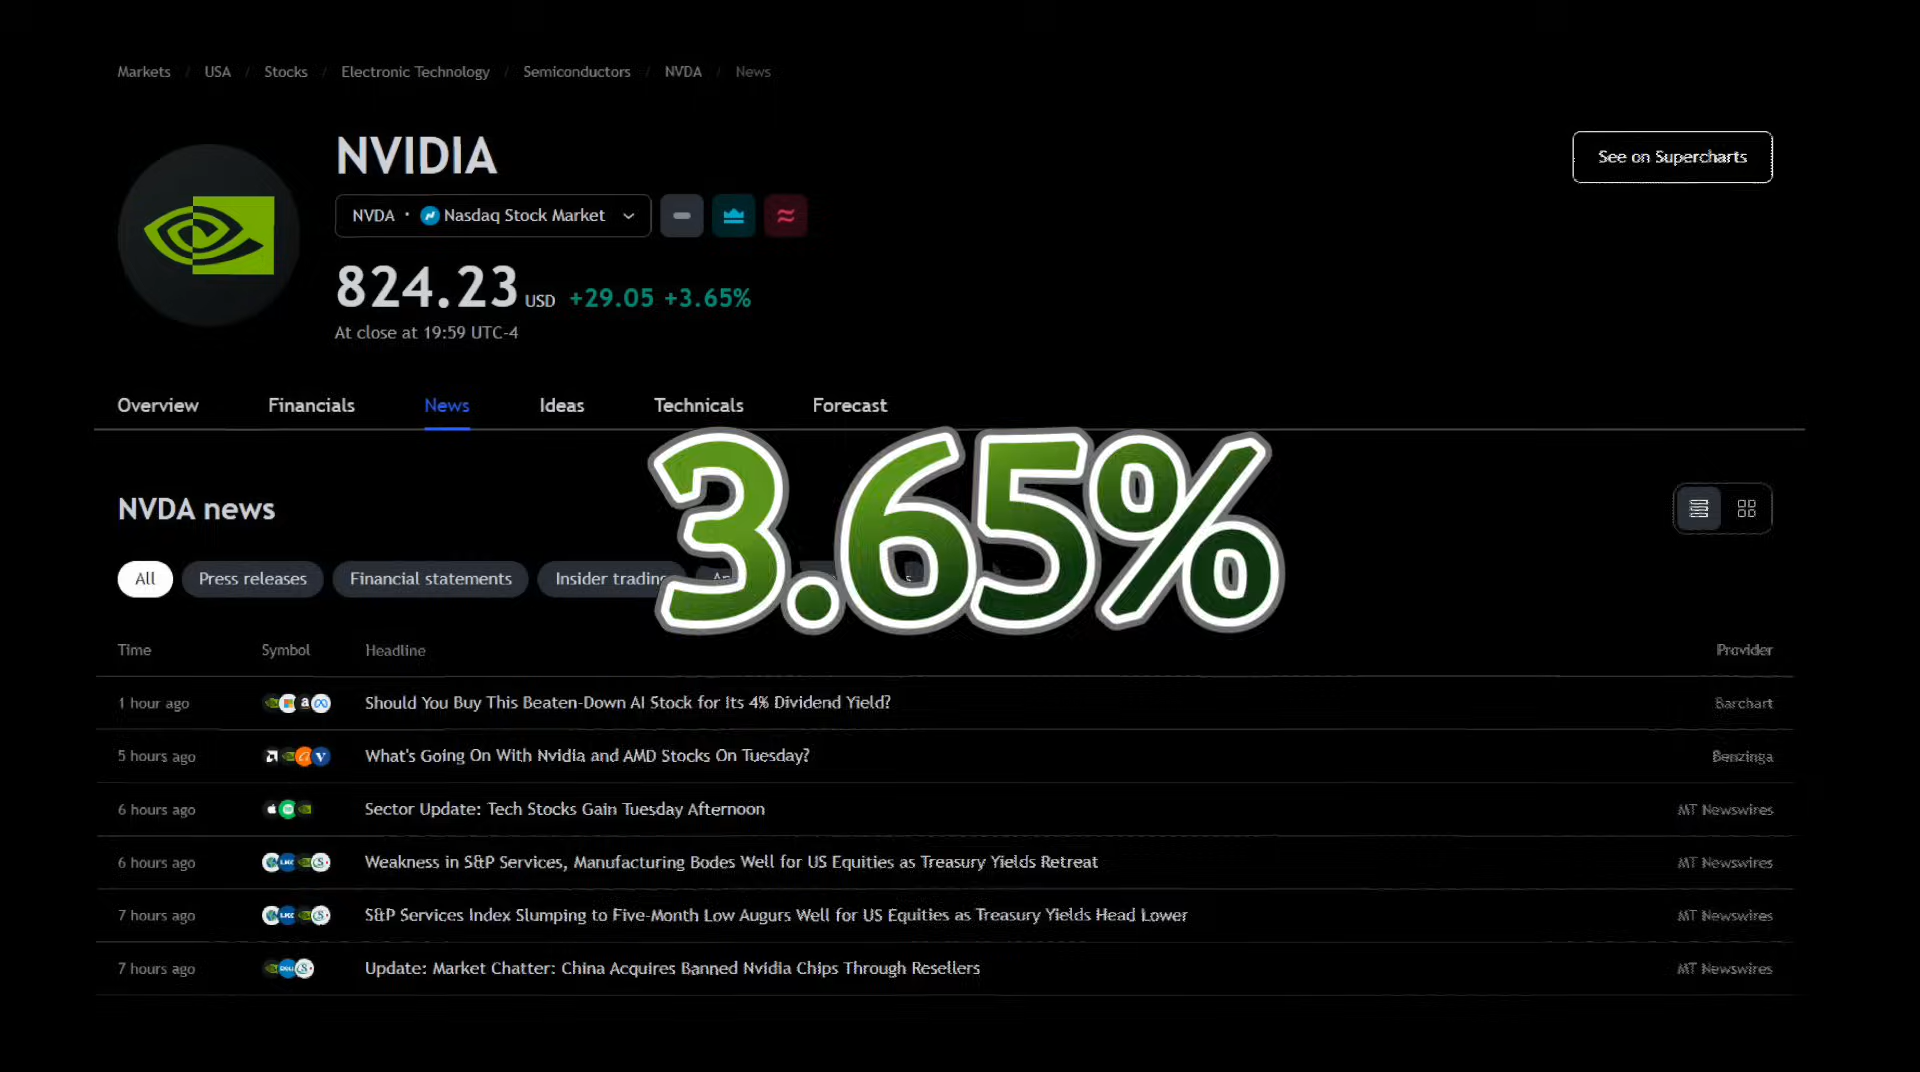 Markets / USA / Stocks / Electronic Technology / Semiconductors / NVDA / News
NVIDIA
See on Supercharts
NVDA • Nasdaq Stock Market
824.23 USD +29.05 +3.65%
At close at 19:59 UTC-4
Overview Financials News Ideas Technicals Forecast
3.65%
NVDA news
All Press releases Financial statements Insider trading
Time Symbol Headline Provider
1 hour ago Should You Buy This Beaten-Down AI Stock for Its 4% Dividend Yield? Barchart
5 hours ago What's Going On With Nvidia and AMD Stocks On Tuesday? Benzinga
6 hours ago Sector Update: Tech Stocks Gain Tuesday Afternoon MT Newswires
6 hours ago Weakness in S&P Services, Manufacturing Bodes Well for US Equities as Treasury Yields Retreat MT Newswires
7 hours ago S&P Services Index Slumping to Five-Month Low Augurs Well for US Equities as Treasury Yields Head Lower MT Newswires
7 hours ago Update: Market Chatter: China Acquires Banned Nvidia Chips Through Resellers MT Newswires